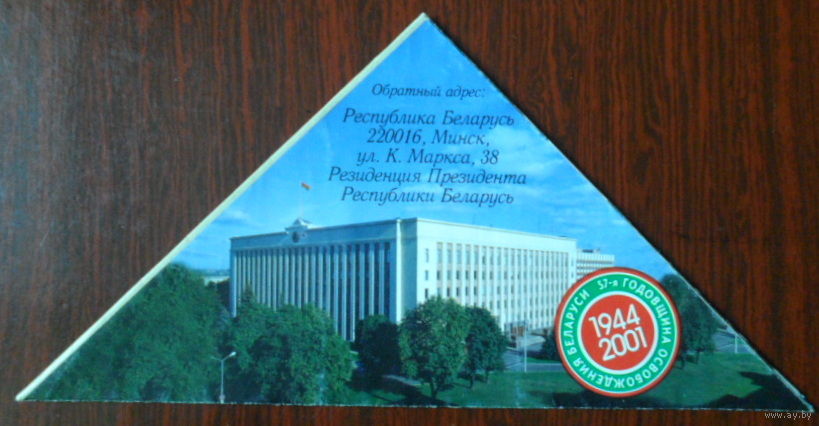 Обратный адрес:
Республика Беларусь
220016, Минск,
ул. К. Маркса, 38
Резиденция Президента
Республики Беларусь
57-я ГОДОВЩИНА ОСВОБОЖДЕНИЯ БЕЛАРУСИ
1944
2001
www.ay.by